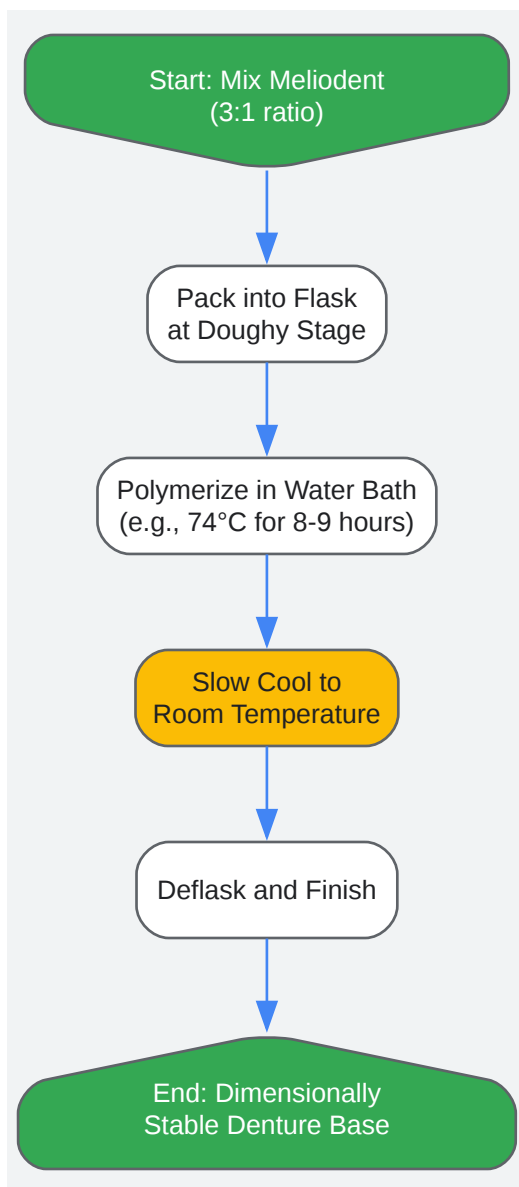 Start: Mix Meliodent
(3:1 ratio)
Pack into Flask
at Doughy Stage
Polymerize in Water Bath
(e.g., 74°C for 8-9 hours)
Slow Cool to
Room Temperature
Deflask and Finish
End: Dimensionally
Stable Denture Base